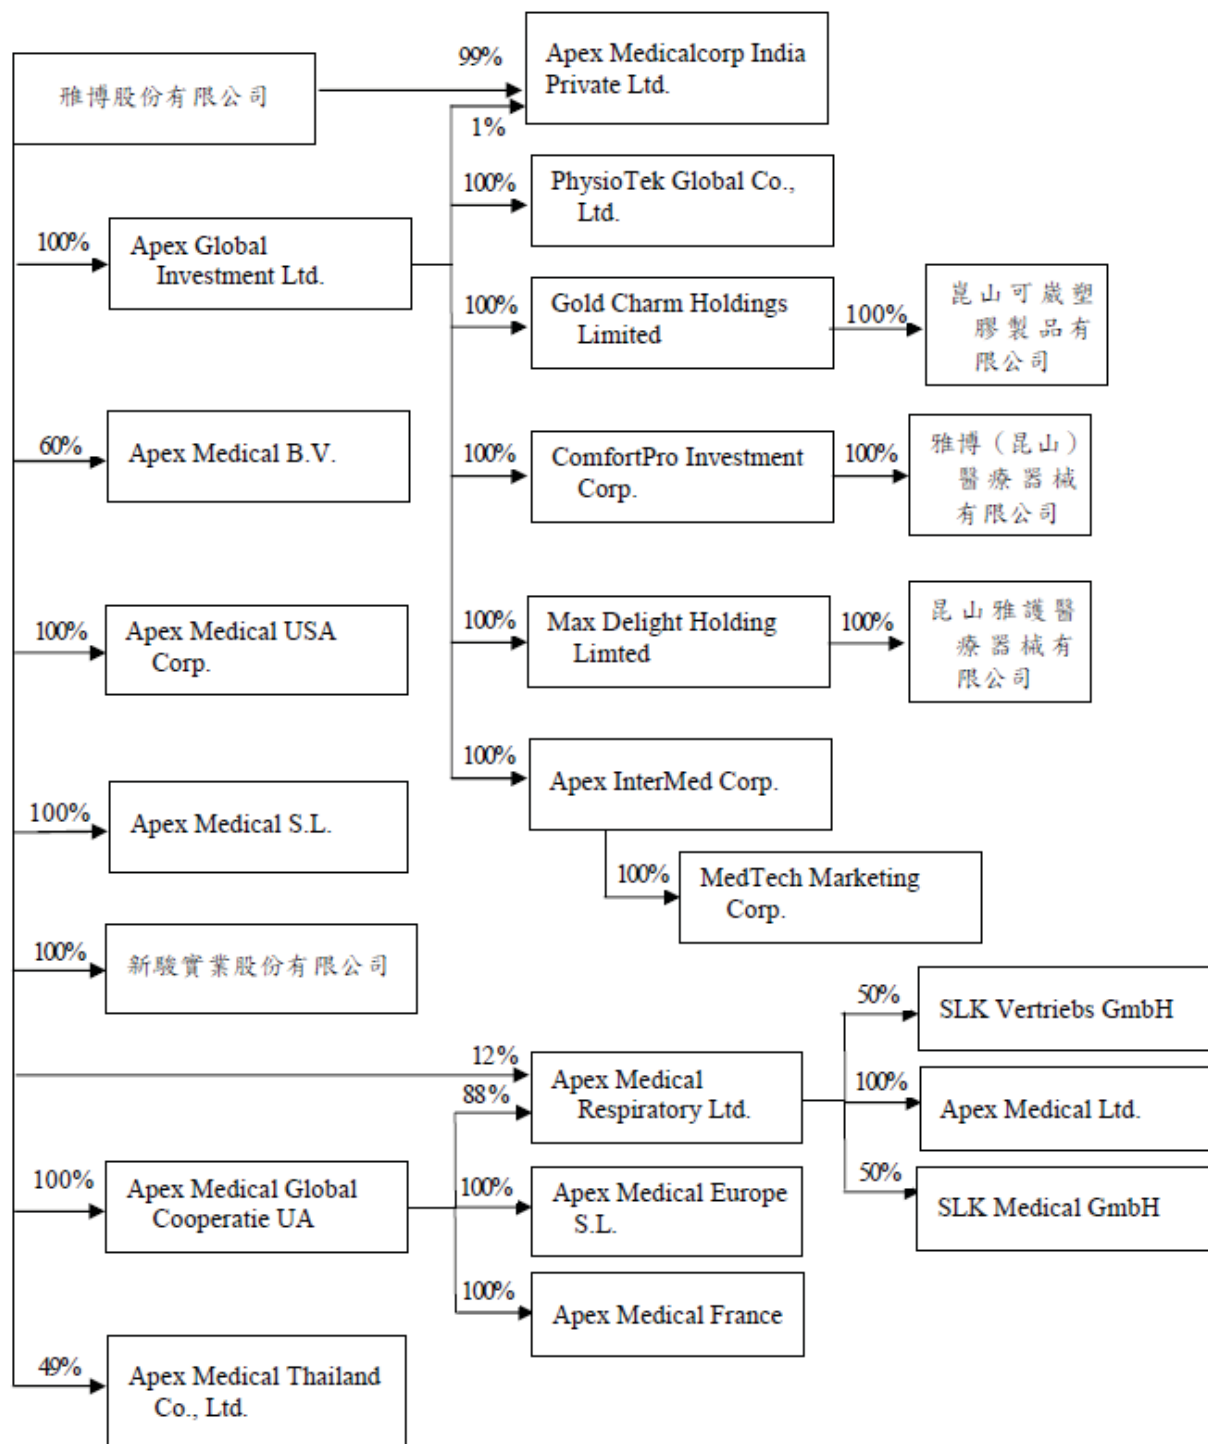 雅博股份有限公司
99%
Apex Medicalcorp India
Private Ltd.
1%
100%
PhysioTek Global Co.,
Ltd.
100%
Apex Global
Investment Ltd.
100%
Gold Charm Holdings
Limited
100%
崑山可崴塑
膠製品有
限公司
60%
Apex Medical B.V.
100%
ComfortPro Investment
Corp.
100%
雅博（昆山）
醫療器械
有限公司
100%
Apex Medical USA
Corp.
100%
Max Delight Holding
Limted
100%
昆山雅護醫
療器械有
限公司
100%
Apex InterMed Corp.
100%
Apex Medical S.L.
100%
MedTech Marketing
Corp.
100%
新駿實業股份有限公司
50%
SLK Vertriebs GmbH
12%
88%
Apex Medical
Respiratory Ltd.
100%
Apex Medical Ltd.
50%
SLK Medical GmbH
100%
Apex Medical Global
Cooperatie UA
100%
Apex Medical Europe
S.L.
100%
Apex Medical France
49%
Apex Medical Thailand
Co., Ltd.